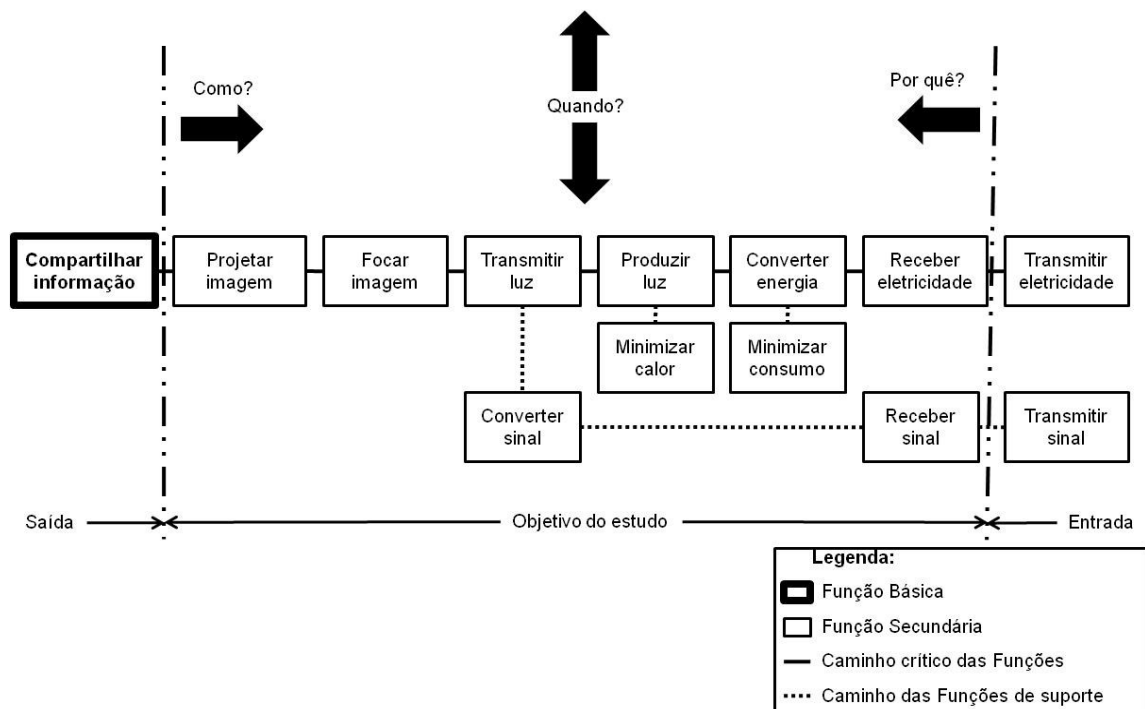 Como?
Quando?
Por quê?
Compartilhar
informação
Projetar
imagem
Focar
imagem
Transmitir
luz
Produzir
luz
Converter
energia
Receber
eletricidade
Transmitir
eletricidade
Minimizar
calor
Minimizar
consumo
Converter
sinal
Receber
sinal
Transmitir
sinal
Saída
Objetivo do estudo
Entrada
Legenda:
Função Básica
Função Secundária
Caminho crítico das Funções
Caminho das Funções de suporte